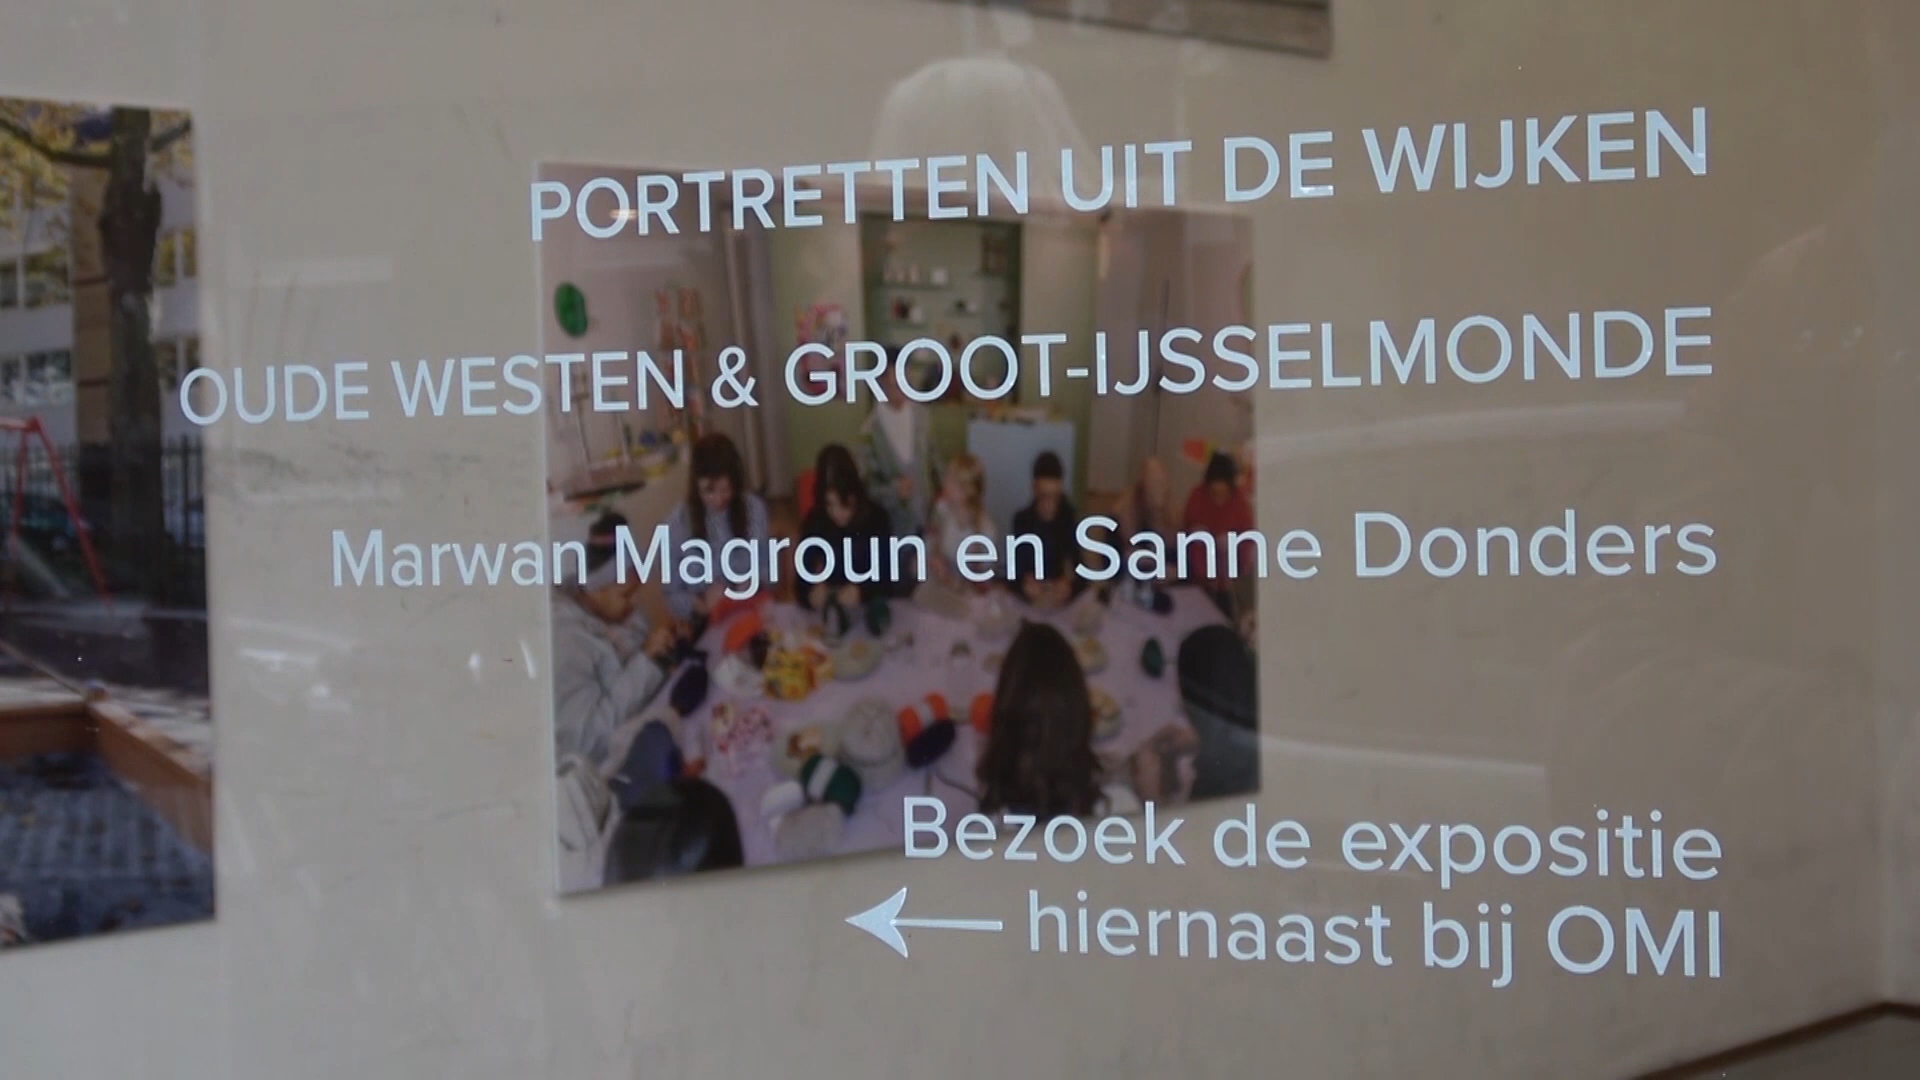 PORTRETTEN UIT DE WIJKEN
OUDE WESTEN & GROOT-IJSSELMONDE
Marwan Magroun en Sanne Donders
Bezoek de expositie
← hiernaast bij OMI